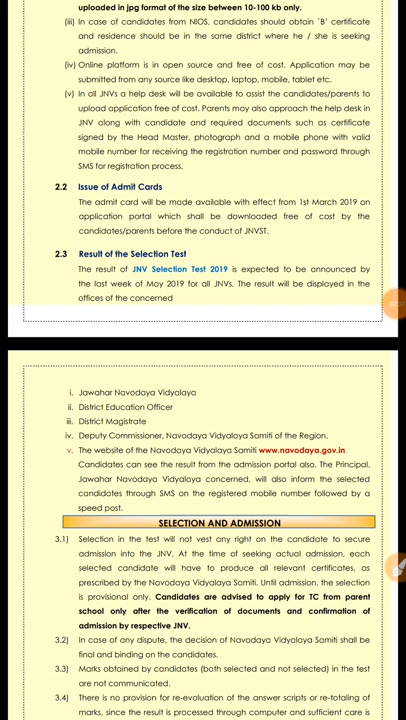 uploaded in jpg format of the size between 10-100 kb only.
(iii) In case of candidates from NIOS, candidates should obtain `B' certificate
and residence should be in the same district where he / she is seeking
admission.
(iv) Online platform is in open source and free of cost. Application may be
submitted from any source like desktop, laptop, mobile, tablet etc.
(v) In all JNVs a help desk will be available to assist the candidates/parents to
upload application free of cost. Parents may also approach the help desk in
JNV along with candidate and required documents such as certificate
signed by the Head Master, photograph and a mobile phone with valid
mobile number for receiving the registration number and password through
SMS for registration process.
2.2 Issue of Admit Cards
The admit card will be made available with effect from 1st March 2019 on
application portal which shall be downloaded free of cost by the
candidates/parents before the conduct of JNVST.
2.3 Result of the Selection Test
The result of JNV Selection Test 2019 is expected to be announced by
the last week of May 2019 for all JNVs. The result will be displayed in the
offices of the concerned
i. Jawahar Navodaya Vidyalaya
ii. District Education Officer
iii. District Magistrate
iv. Deputy Commissioner, Navodaya Vidyalaya Samiti of the Region.
v. The website of the Navodaya Vidyalaya Samiti www.navodaya.gov.in.
Candidates can see the result from the admission portal also. The Principal,
Jawahar Navodaya Vidyalaya concerned, will also inform the selected
candidates through SMS on the registered mobile number followed by a
speed post.
SELECTION AND ADMISSION
3.1) Selection in the test will not vest any right on the candidate to secure
admission into the JNV. At the time of seeking actual admission, each
selected candidate will have to produce all relevant certificates, as
prescribed by the Navodaya Vidyalaya Samiti. Until admission, the selection
is provisional only. Candidates are advised to apply for TC from parent
school only after the verification of documents and confirmation of
admission by respective JNV.
3.2) In case of any dispute, the decision of Navodaya Vidyalaya Samiti shall be
final and binding on the candidates.
3.3) Marks obtained by candidates (both selected and not selected) in the test
are not communicated.
3.4) There is no provision for re-evaluation of the answer scripts or re-totaling of
marks, since the result is processed through computer and sufficient care is